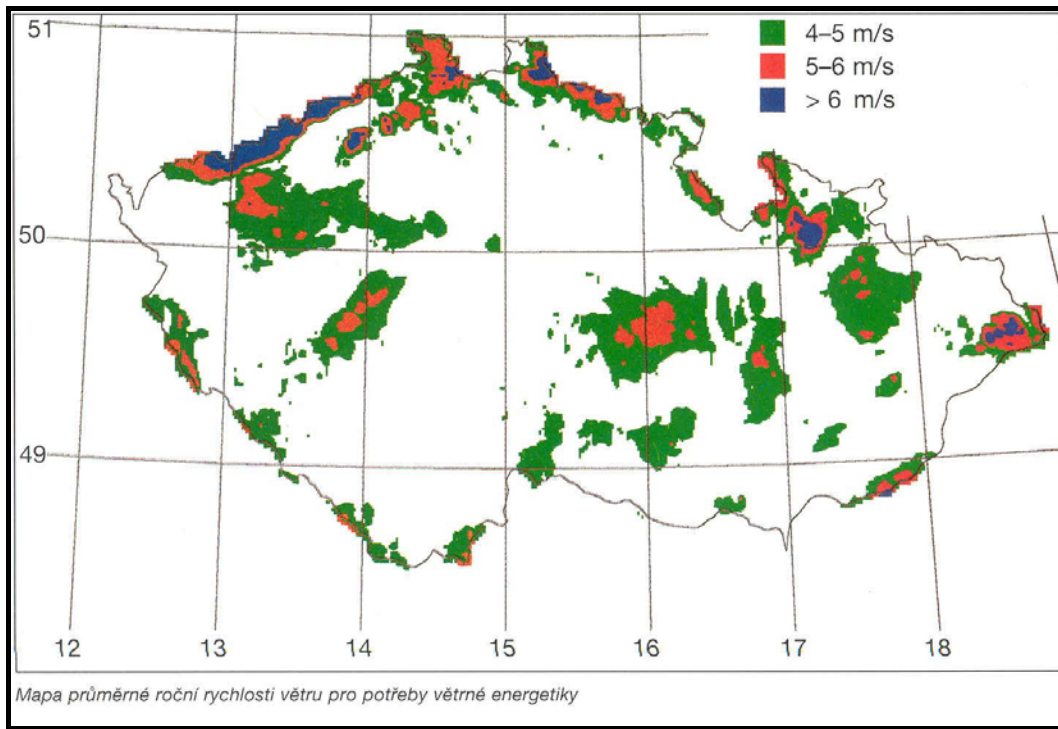 51
4–5 m/s
5–6 m/s
> 6 m/s
50
49
12 13 14 15 16 17 18
Mapa průměrné roční rychlosti větru pro potřeby větrné energetiky